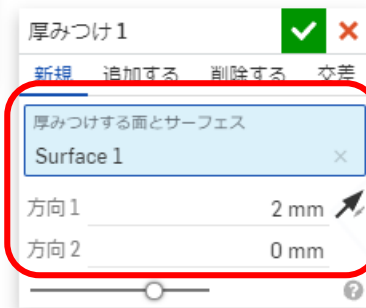 厚みつけ 1
新規 追加する 削除する 交差
厚みつけする面とサーフェス
Surface 1
方向 1 2 mm
方向 2 0 mm